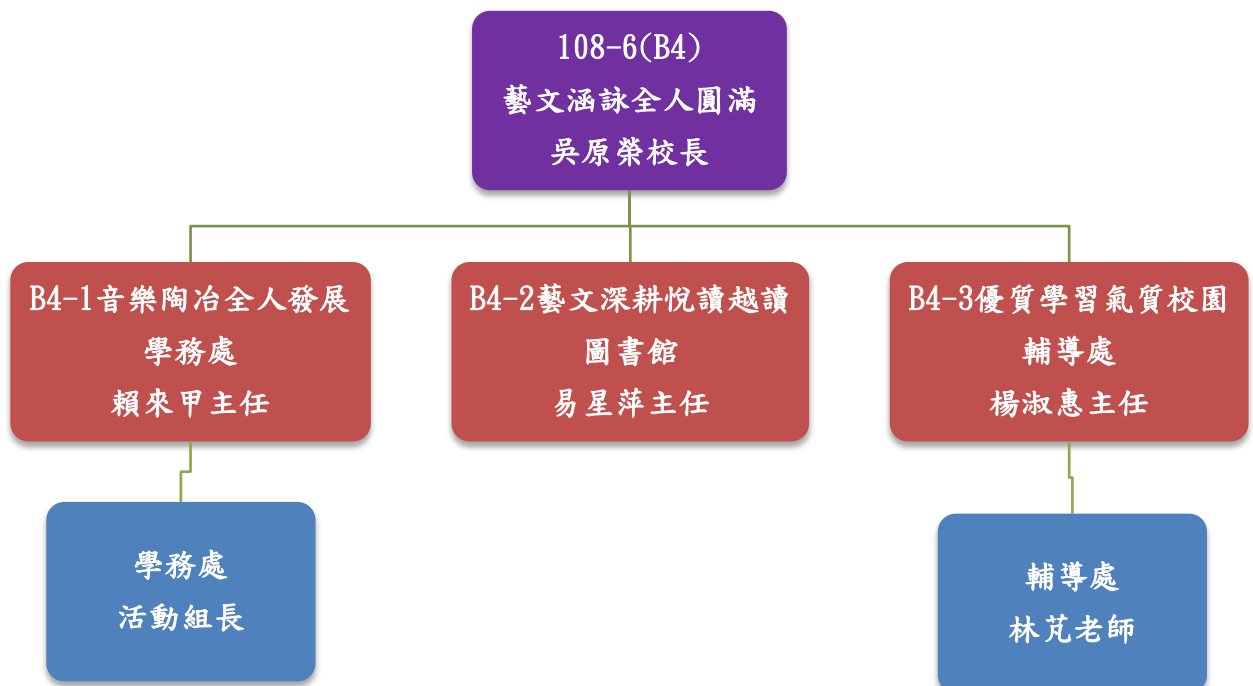 108-6(B4)
藝文涵詠全人圓滿
吳原榮校長
B4-1音樂陶冶全人發展
學務處
賴來甲主任
B4-2藝文深耕悅讀越讀
圖書館
易星萍主任
B4-3優質學習氣質校園
輔導處
楊淑惠主任
學務處
活動組長
輔導處
林芃老師